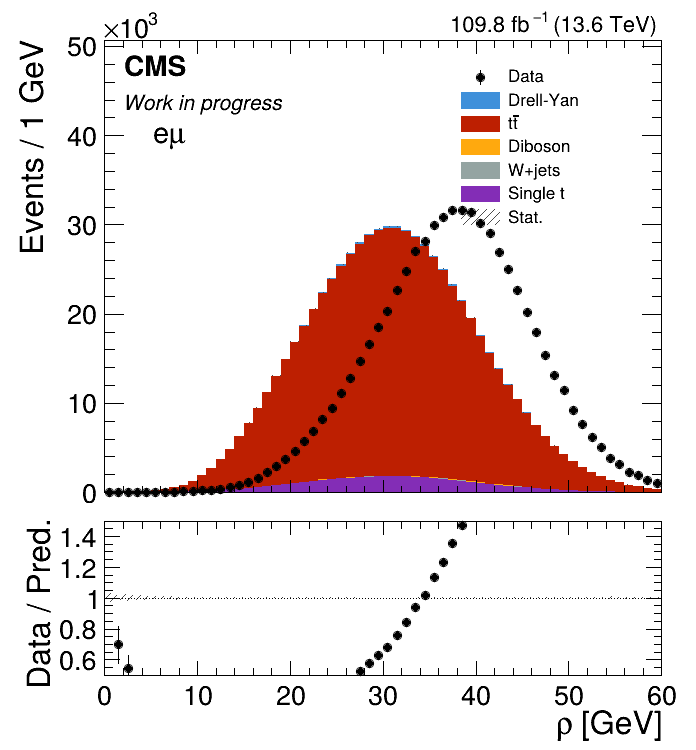 ×10³
109.8 fb⁻¹ (13.6 TeV)
CMS
Work in progress
eμ
Data
Drell-Yan
tt̄
Diboson
W+jets
Single t
Stat.
Events / 1 GeV
50
40
30
20
10
0
Data / Pred.
1.4
1.2
1
0.8
0.6
0 10 20 30 40 50 60
ρ [GeV]